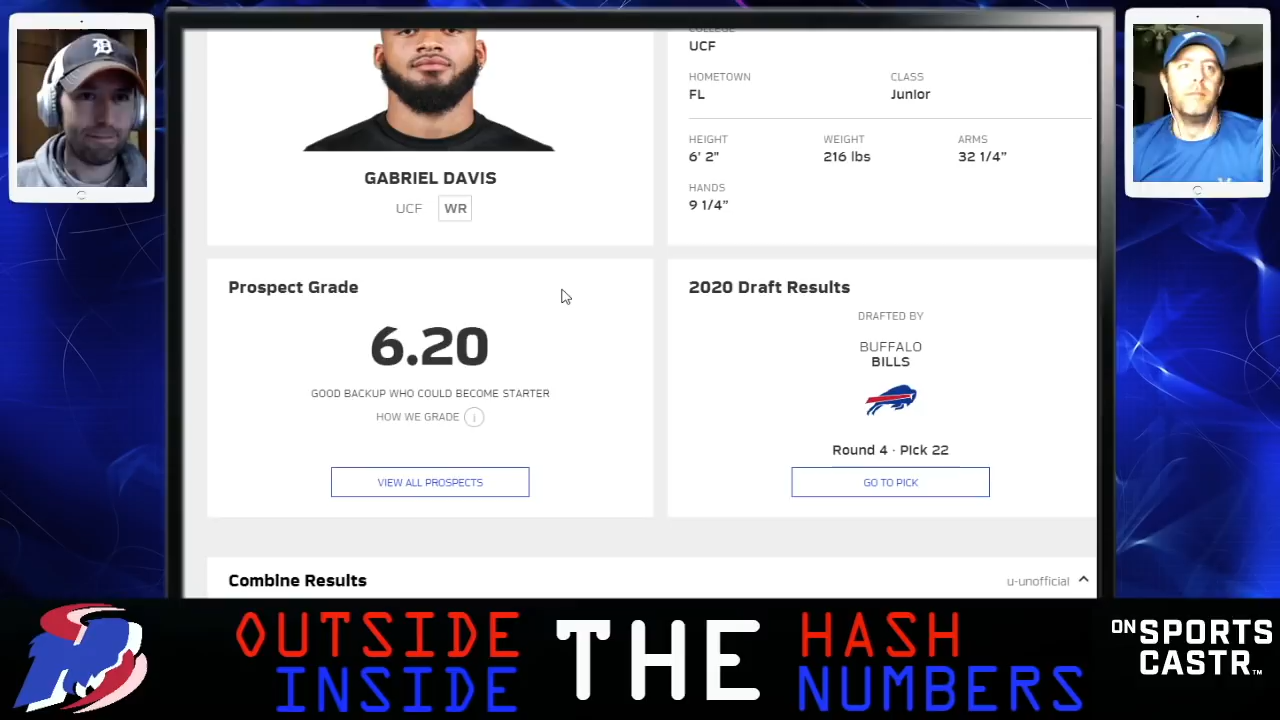 COLLEGE
UCF
HOMETOWN
CLASS
FL
Junior
HEIGHT
WEIGHT
ARMS
6' 2"
216 lbs
32 1/4"
HANDS
9 1/4"
GABRIEL DAVIS
UCF WR
Prospect Grade
6.20
GOOD BACKUP WHO COULD BECOME STARTER
HOW WE GRADE i
VIEW ALL PROSPECTS
2020 Draft Results
DRAFTED BY
BUFFALO
BILLS
Round 4 · Pick 22
GO TO PICK
Combine Results
u-unofficial
OUTSIDE THE HASH
INSIDE NUMBERS
ON SPORTS
CASTR™
D